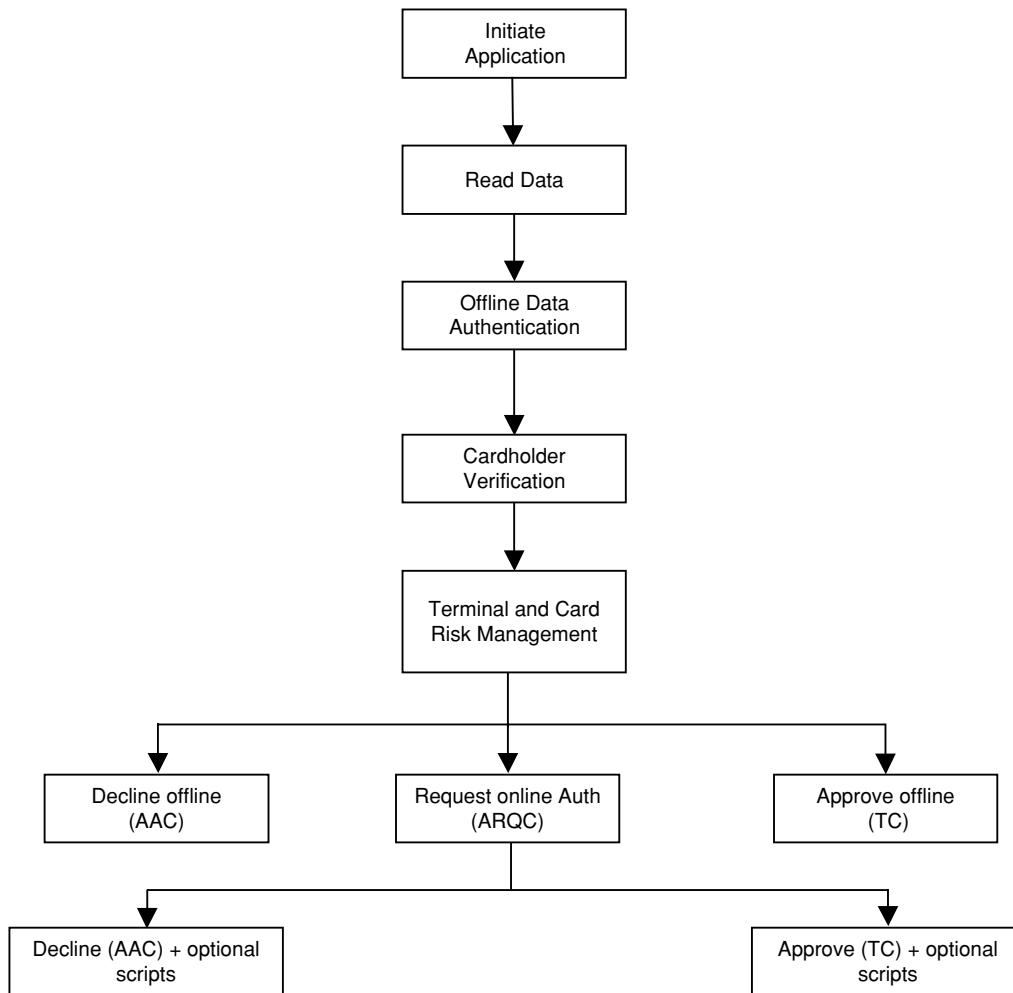 Initiate
Application
Read Data
Offline Data
Authentication
Cardholder
Verification
Terminal and Card
Risk Management
Decline offline
(AAC)
Request online Auth
(ARQC)
Approve offline
(TC)
Decline (AAC) + optional
scripts
Approve (TC) + optional
scripts